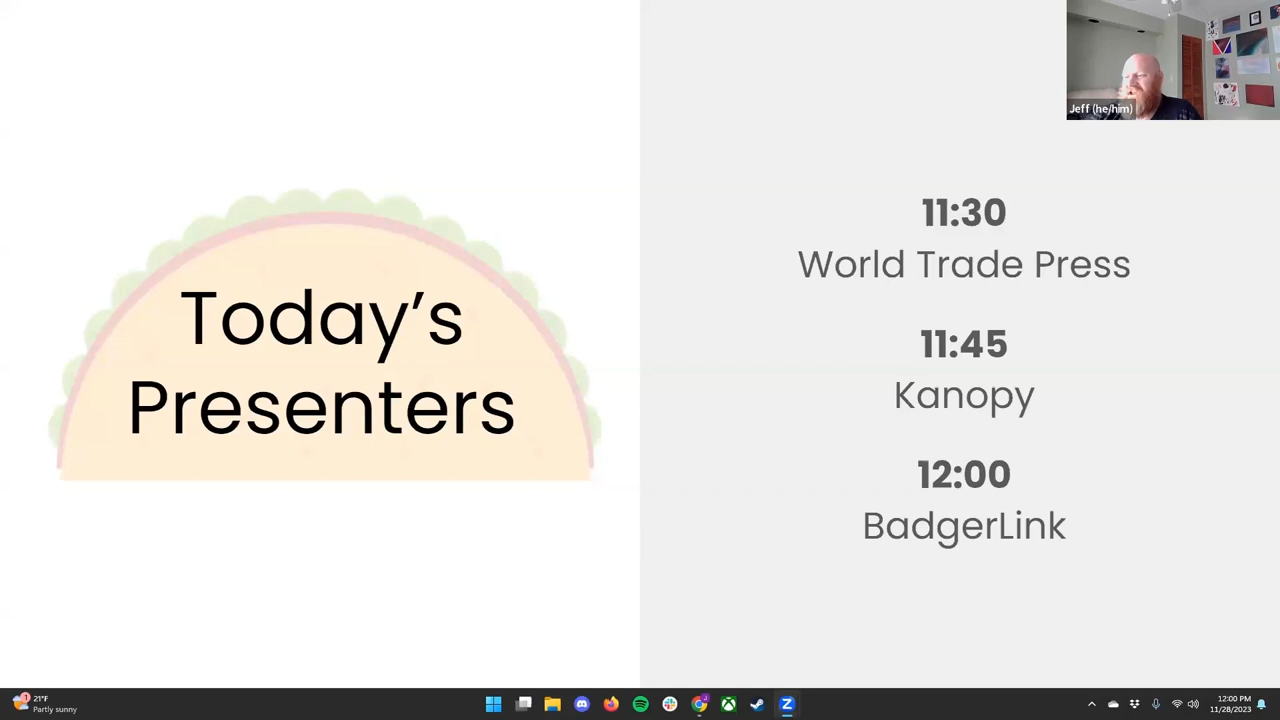 Jeff (he/him)
Today's
Presenters
11:30
World Trade Press
11:45
Kanopy
12:00
BadgerLink
1
21°F
Partly sunny
J
Z
12:00 PM
11/28/2023